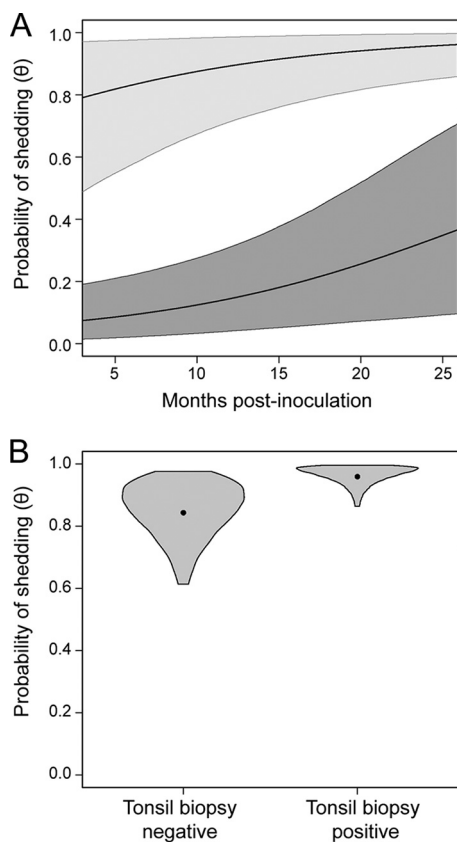 A
Probability of shedding (θ)
1.0
0.8
0.6
0.4
0.2
0.0
5 10 15 20 25
Months post-inoculation
B
Probability of shedding (θ)
1.0
0.8
0.6
0.4
0.2
0.0
Tonsil biopsy Tonsil biopsy
negative positive